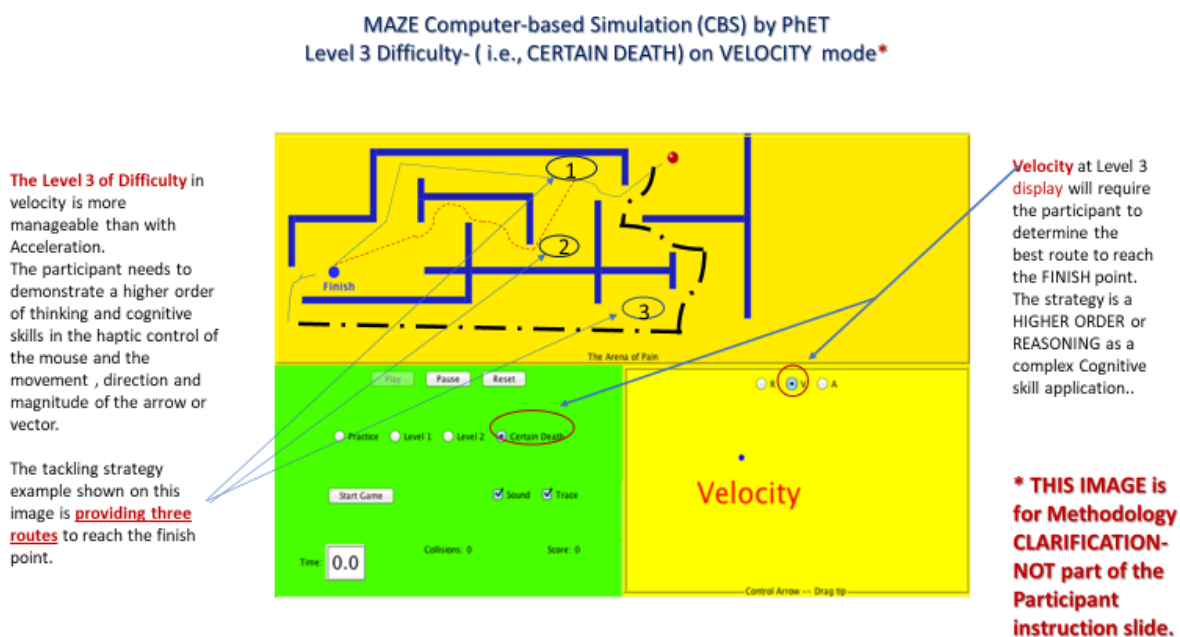 MAZE Computer-based Simulation (CBS) by PhET
Level 3 Difficulty- ( i.e., CERTAIN DEATH) on VELOCITY mode*
The Level 3 of Difficulty in
velocity is more
manageable than with
Acceleration.
The participant needs to
demonstrate a higher order
of thinking and cognitive
skills in the haptic control of
the mouse and the
movement , direction and
magnitude of the arrow or
vector.
The tackling strategy
example shown on this
image is providing three
routes to reach the finish
point.
1
2
3
Finish
The Arena of Pain
Play Pause Reset
Practice Level 1 Level 2 Certain Death
Start Game Sound Trace
Time: 0.0 Collisions: 0 Score: 0
R V A
Velocity
Control Arrow -- Drag tip
Velocity at Level 3
display will require
the participant to
determine the
best route to reach
the FINISH point.
The strategy is a
HIGHER ORDER or
REASONING as a
complex Cognitive
skill application..
* THIS IMAGE is
for Methodology
CLARIFICATION-
NOT part of the
Participant
instruction slide.